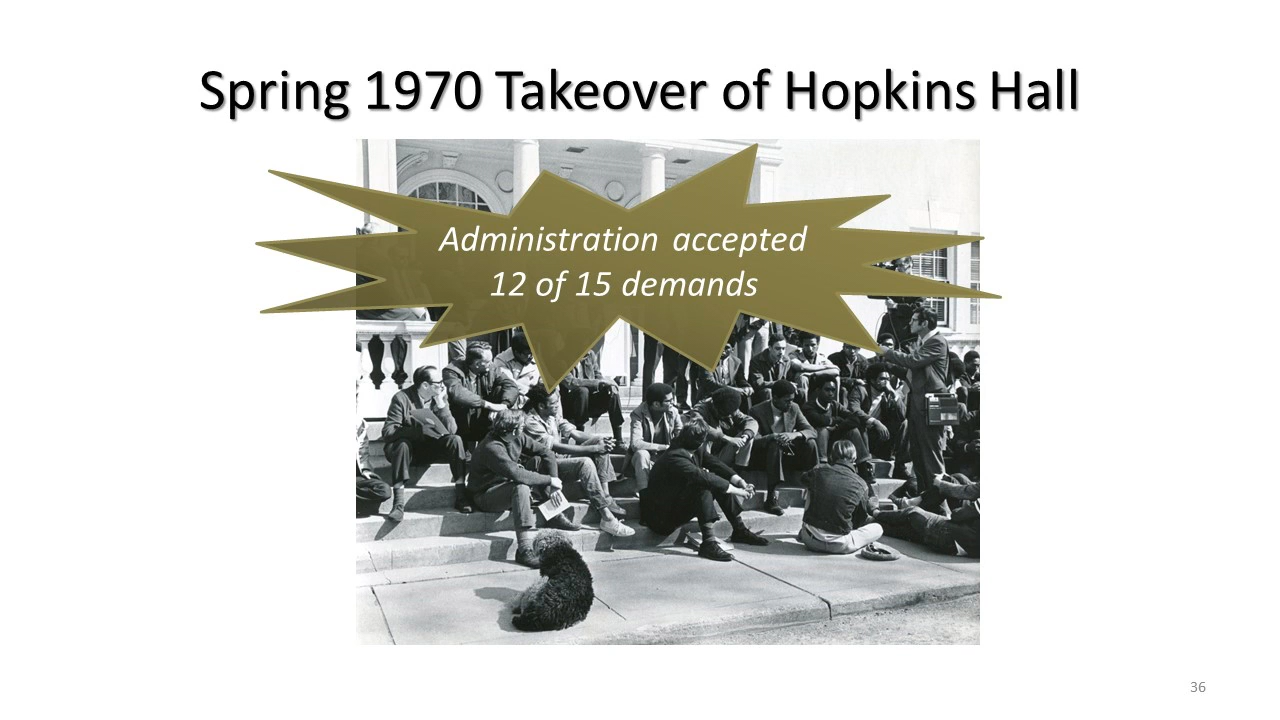 Spring 1970 Takeover of Hopkins Hall
Administration accepted
12 of 15 demands
36